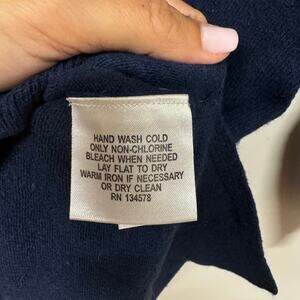 HAND WASH COLD
ONLY NON-CHLORINE
BLEACH WHEN NEEDED
LAY FLAT TO DRY
WARM IRON IF NECESSARY
OR DRY CLEAN
RN 134578